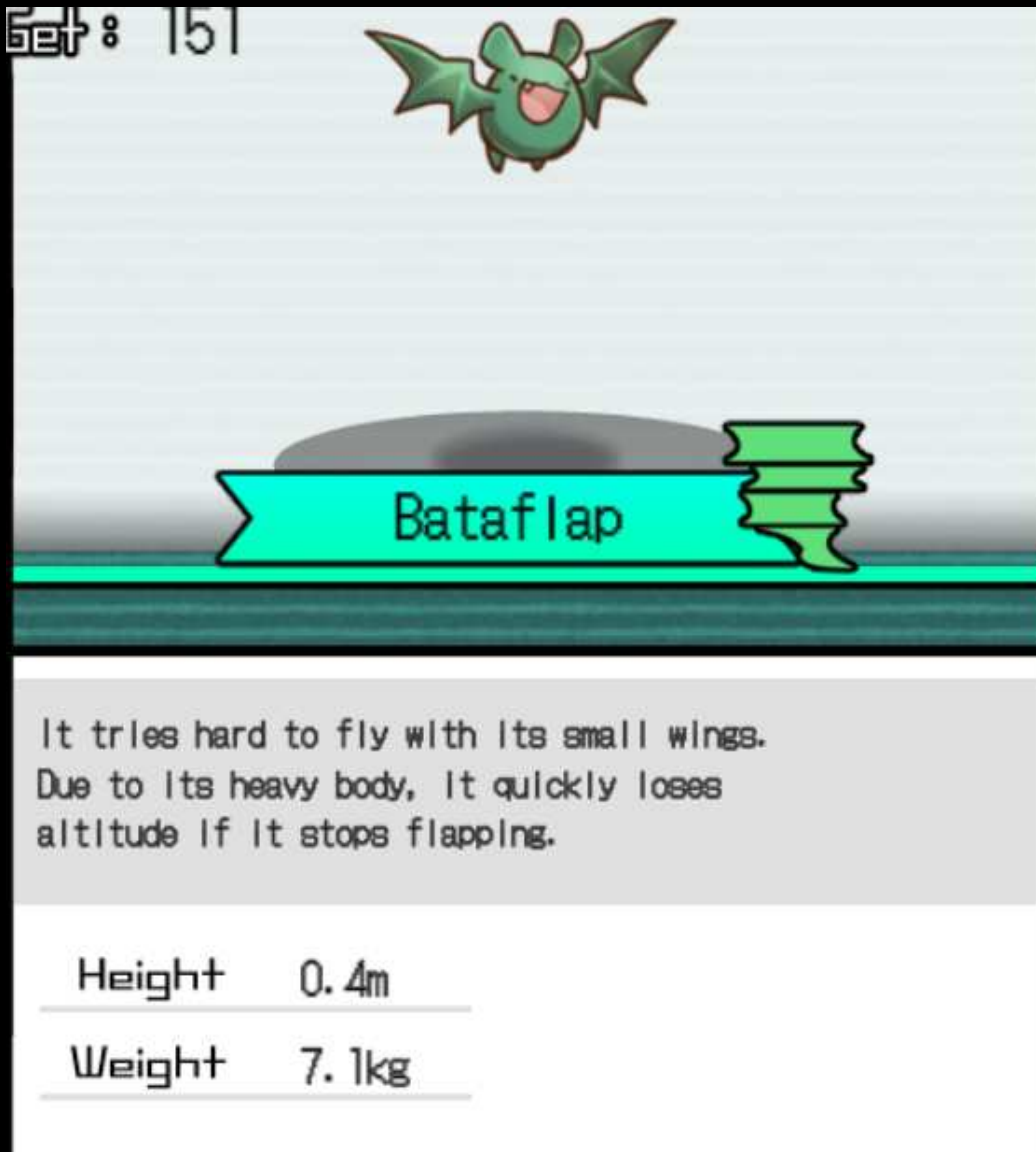 Get: 151
Bataflap
It tries hard to fly with its small wings.
Due to its heavy body, it quickly loses
altitude if it stops flapping.
Height 0.4m
Weight 7.1kg